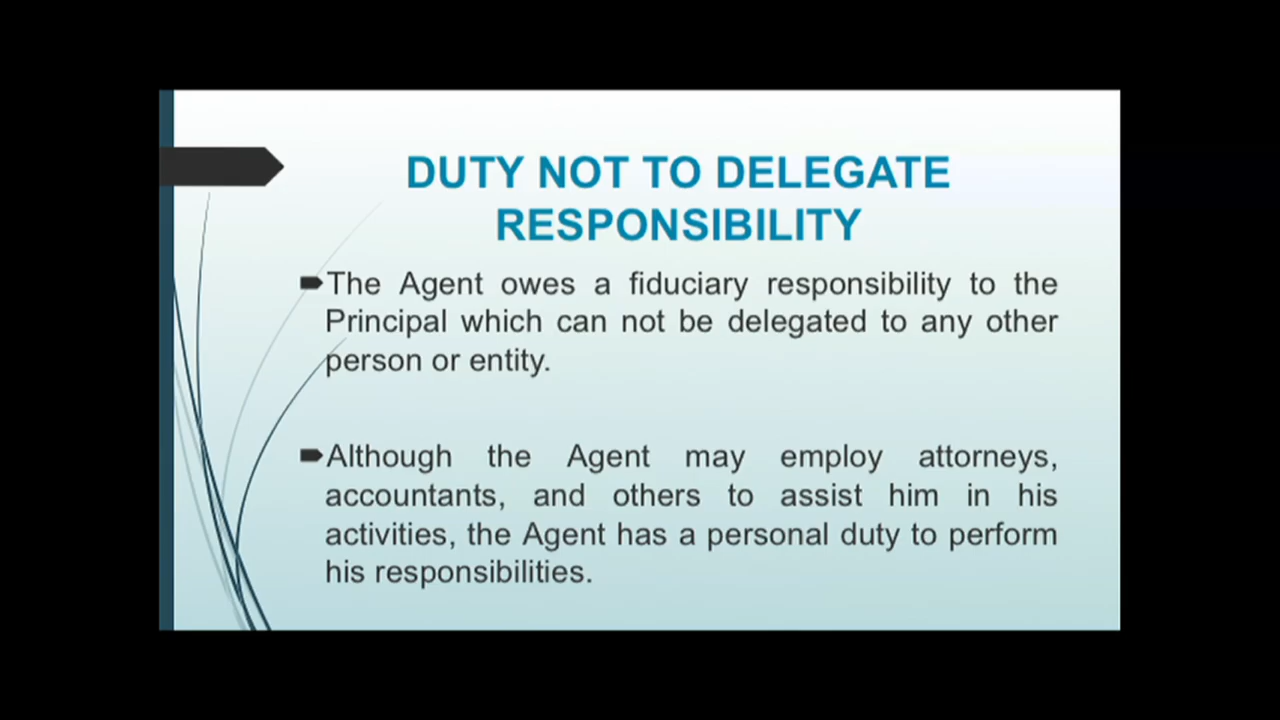 DUTY NOT TO DELEGATE
RESPONSIBILITY
The Agent owes a fiduciary responsibility to the
Principal which can not be delegated to any other
person or entity.
Although the Agent may employ attorneys,
accountants, and others to assist him in his
activities, the Agent has a personal duty to perform
his responsibilities.